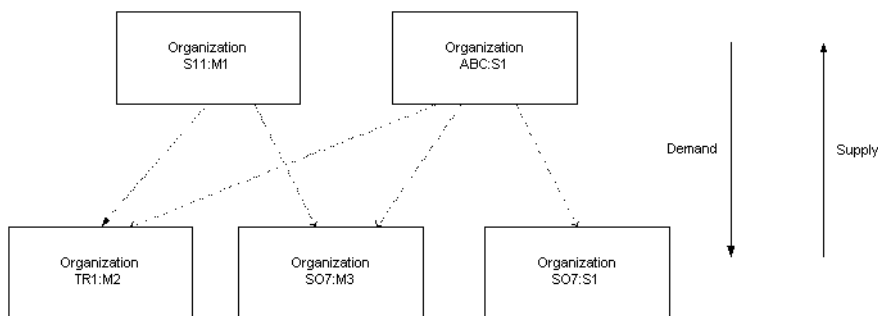 Organization
S11:M1
Organization
ABC:S1
Demand
Supply
Organization
TR1:M2
Organization
SO7:M3
Organization
SO7:S1